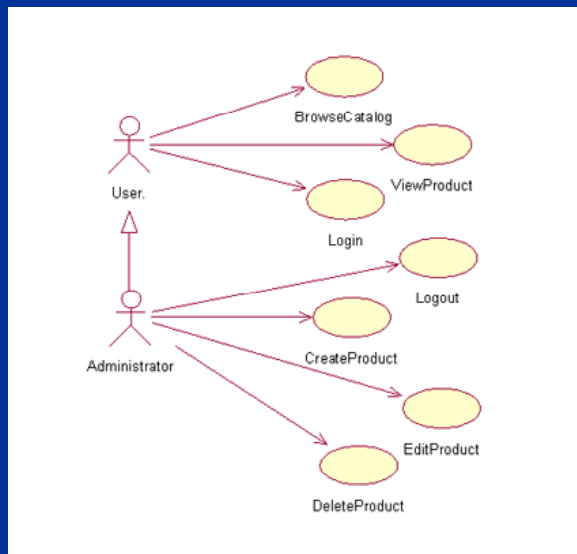 BrowseCatalog
ViewProduct
User.
Login
Logout
CreateProduct
Administrator
EditProduct
DeleteProduct